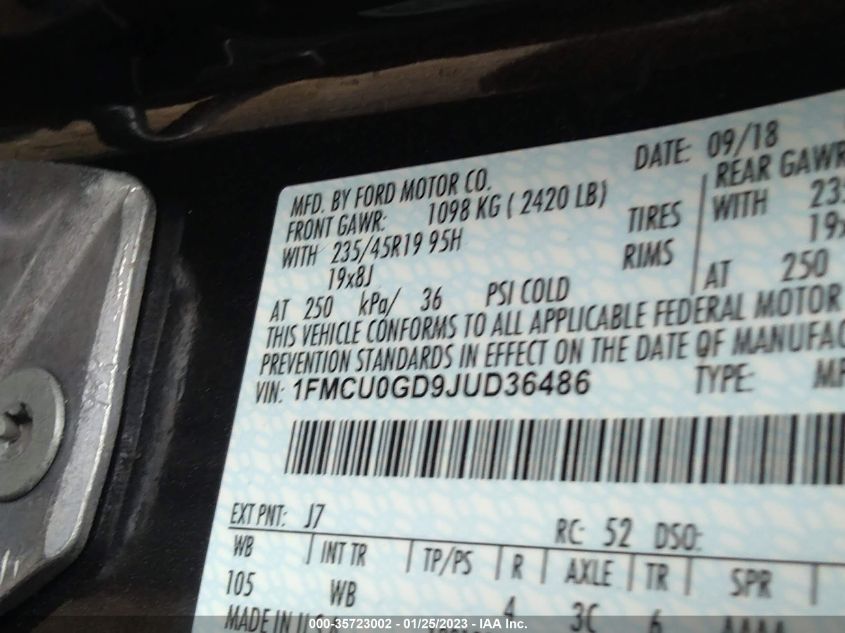 DATE: 09/18
MFD. BY FORD MOTOR CO.
FRONT GAWR: 1098 KG ( 2420 LB) REAR GAWR
WITH 235/45R19 95H TIRES WITH
19x8J RIMS
AT 250 kPa/ 36 PSI COLD AT 250
THIS VEHICLE CONFORMS TO ALL APPLICABLE FEDERAL MOTOR
PREVENTION STANDARDS IN EFFECT ON THE DATE OF
VIN: 1FMCU0GD9JUD36486 TYPE:
EXT PNT: J7 RC: 52 DSO:
WB INT TR TP/PS R AXLE TR SPR
105 WB 4 3C 6
MADE IN
000-35723002 - 01/25/2023 - IAA Inc.